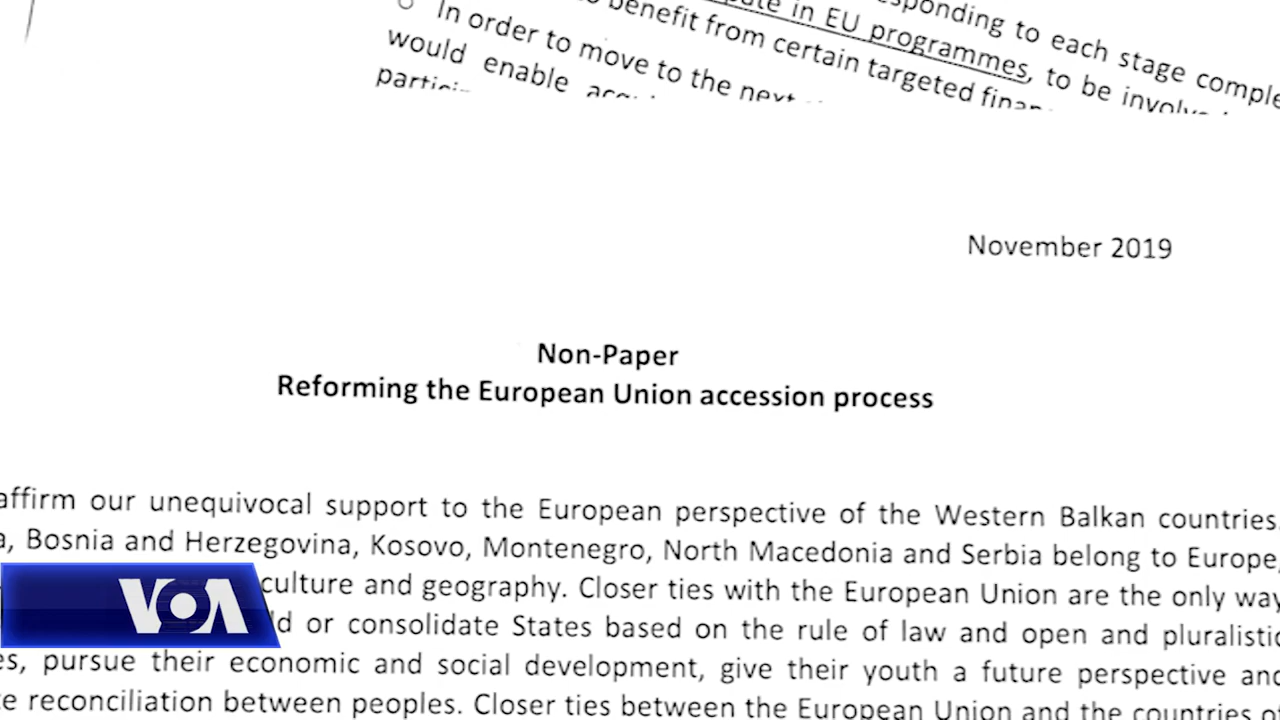 sponding to each stage comple
in EU programmes, to be
benefit from certain targeted
In order to move to the next
would enable
November 2019
Non-Paper
Reforming the European Union accession process
affirm our unequivocal support to the European perspective of the Western Balkan countries.
Bosnia and Herzegovina, Kosovo, Montenegro, North Macedonia and Serbia belong to Europe,
culture and geography. Closer ties with the European Union are the only way
ld or consolidate States based on the rule of law and open and pluralistic
es, pursue their economic and social development, give their youth a future perspective and
reconciliation between peoples. Closer ties between the European Union and the countries of
VOA